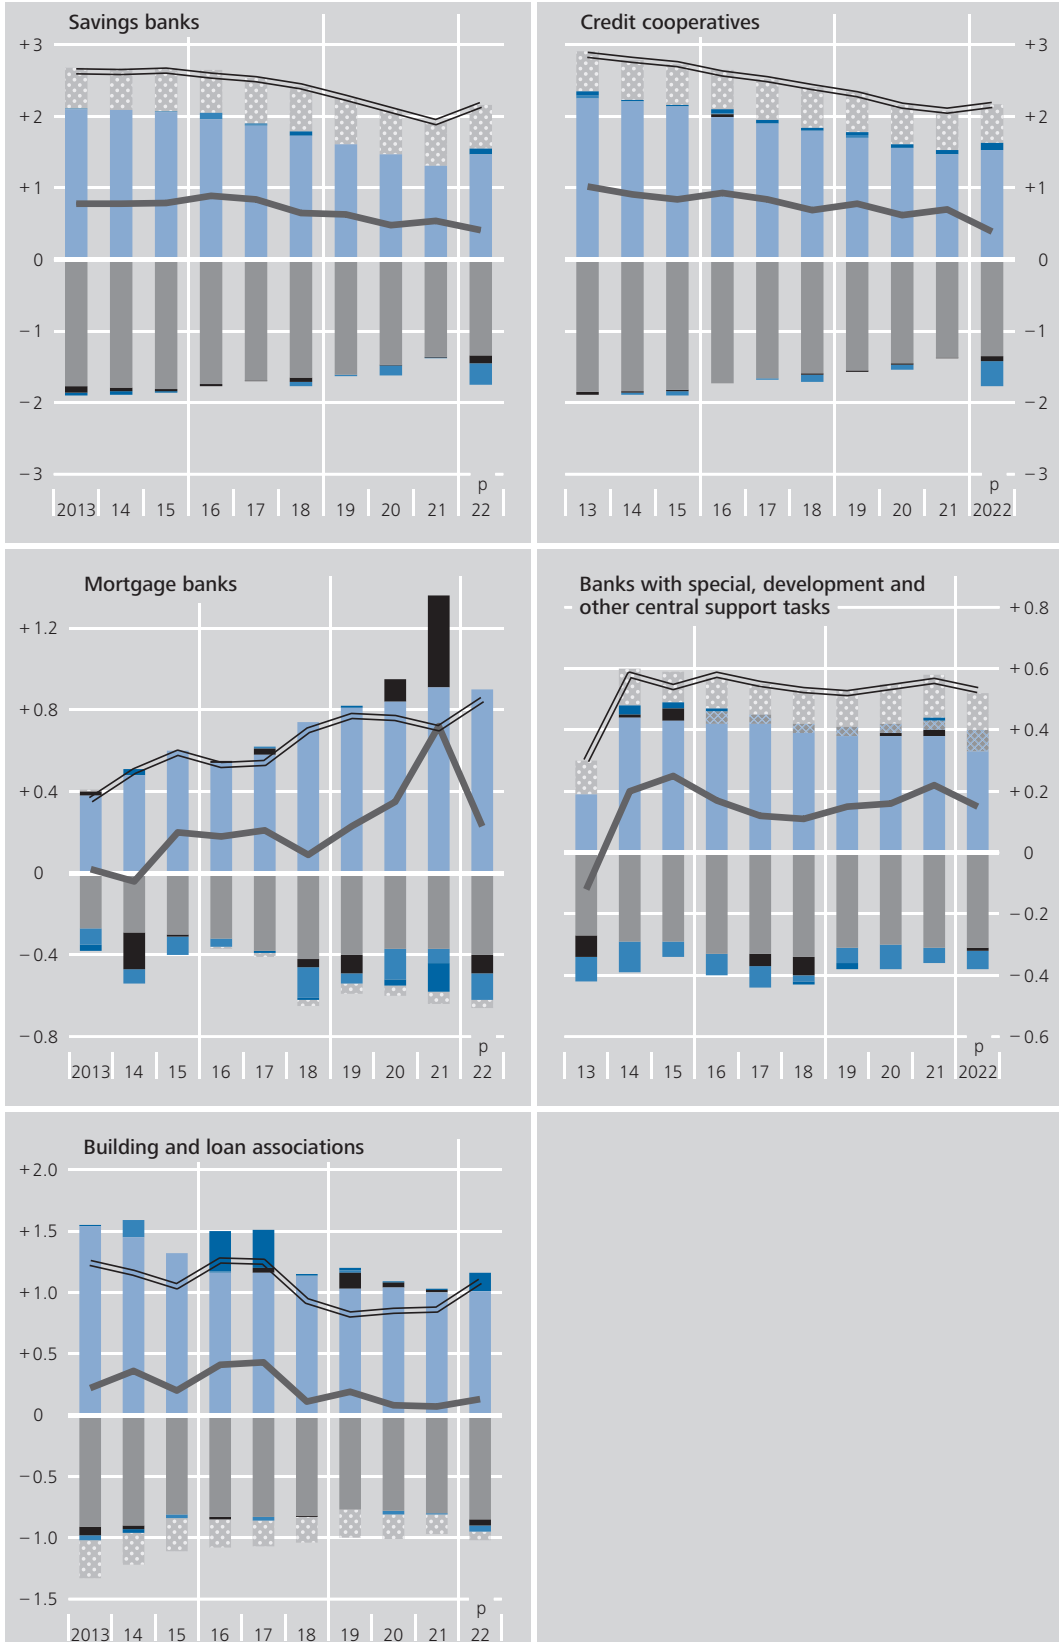 Savings banks
+3
+2
+1
0
−1
−2
−3
p
2013 14 15 16 17 18 19 20 21 22
Credit cooperatives
+3
+2
+1
0
−1
−2
−3
p
13 14 15 16 17 18 19 20 21 2022
Mortgage banks
+1.2
+0.8
+0.4
0
−0.4
−0.8
p
2013 14 15 16 17 18 19 20 21 22
Banks with special, development and
other central support tasks
+0.8
+0.6
+0.4
+0.2
0
−0.2
−0.4
−0.6
p
13 14 15 16 17 18 19 20 21 2022
Building and loan associations
+2.0
+1.5
+1.0
+0.5
0
−0.5
−1.0
−1.5
p
2013 14 15 16 17 18 19 20 21 22